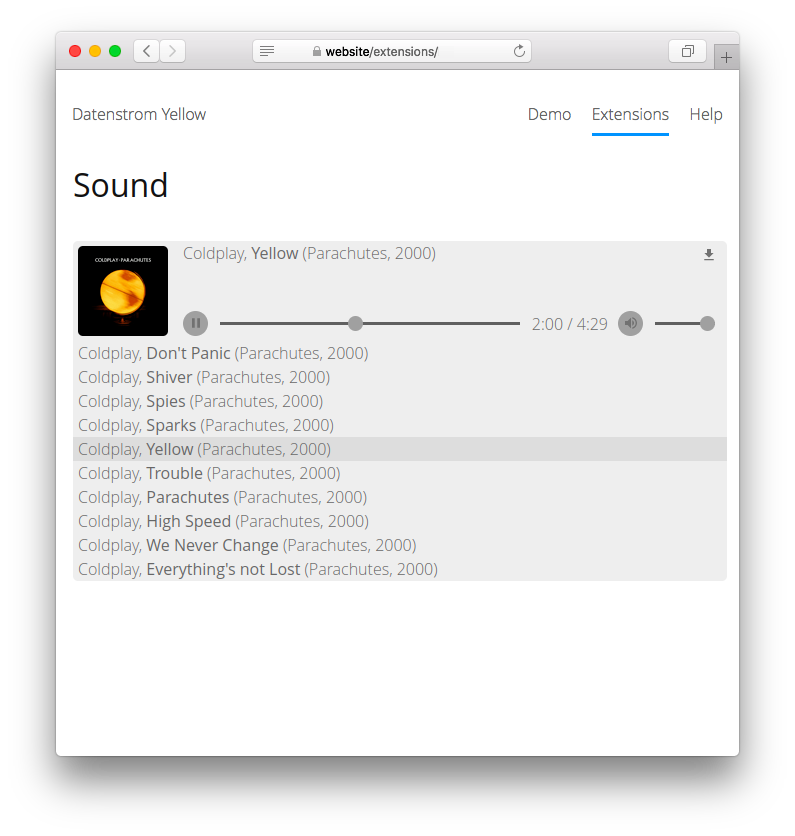 website/extensions/
Datenstrom Yellow
Demo Extensions Help
Sound
COLDPLAY·PARACHUTES
Coldplay, Yellow (Parachutes, 2000)
2:00 / 4:29
Coldplay, Don't Panic (Parachutes, 2000)
Coldplay, Shiver (Parachutes, 2000)
Coldplay, Spies (Parachutes, 2000)
Coldplay, Sparks (Parachutes, 2000)
Coldplay, Yellow (Parachutes, 2000)
Coldplay, Trouble (Parachutes, 2000)
Coldplay, Parachutes (Parachutes, 2000)
Coldplay, High Speed (Parachutes, 2000)
Coldplay, We Never Change (Parachutes, 2000)
Coldplay, Everything's not Lost (Parachutes, 2000)